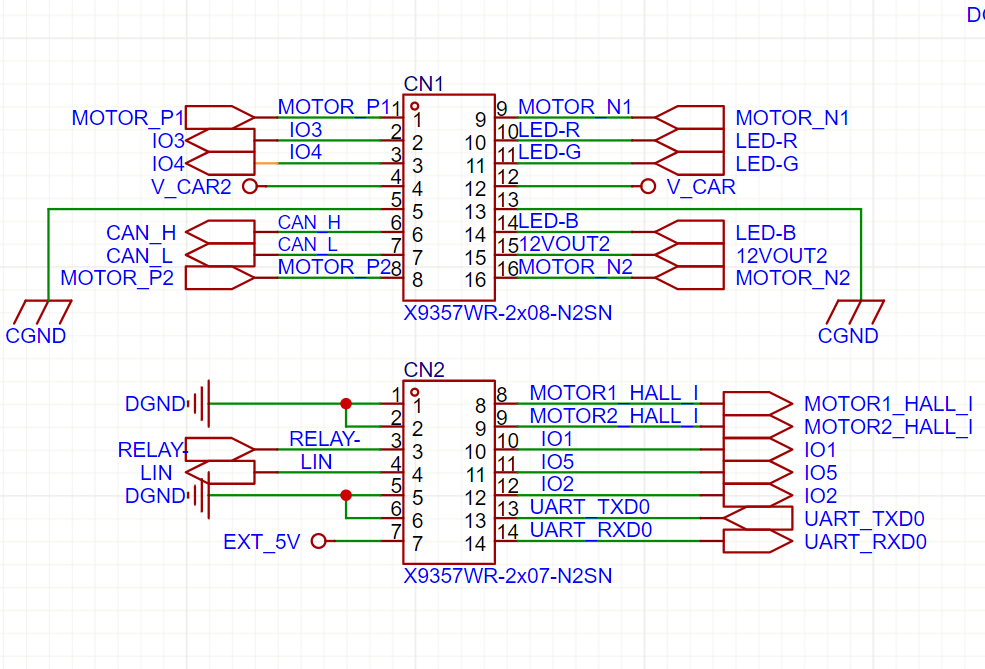 CN1
MOTOR_P1 MOTOR_P1 1 1 9 9 MOTOR_N1 MOTOR_N1
IO3 IO3 2 2 10 10 LED-R LED-R
IO4 IO4 3 3 11 11 LED-G LED-G
V_CAR2 4 4 12 12 V_CAR
5 5 13 13
CAN_H CAN_H 6 6 14 14 LED-B LED-B
CAN_L CAN_L 7 7 15 15 12VOUT2 12VOUT2
MOTOR_P2 MOTOR_P2 8 8 16 16 MOTOR_N2 MOTOR_N2
X9357WR-2x08-N2SN
CGND CGND
CN2
DGND 1 1 8 8 MOTOR1_HALL_I MOTOR1_HALL_I
2 2 9 9 MOTOR2_HALL_I MOTOR2_HALL_I
RELAY- RELAY- 3 3 10 10 IO1 IO1
LIN LIN 4 4 11 11 IO5 IO5
DGND 5 5 12 12 IO2 IO2
6 6 13 13 UART_TXD0 UART_TXD0
EXT_5V 7 7 14 14 UART_RXD0 UART_RXD0
X9357WR-2x07-N2SN